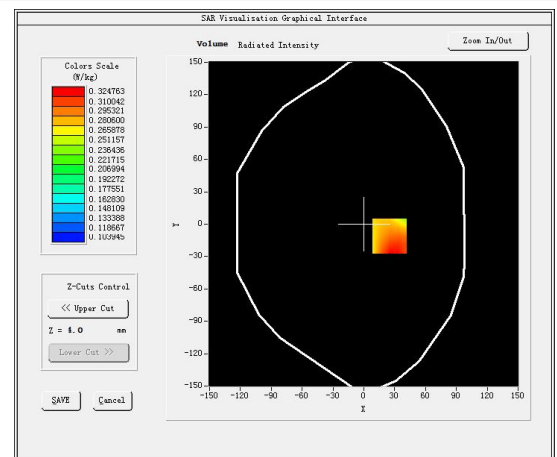 SAR Visualisation Graphical Interface
Volume Radiated Intensity
Zoom In/Out
Colors Scale
(W/kg)
0.324763
0.310042
0.295321
0.280600
0.265878
0.251157
0.236436
0.221715
0.206994
0.192272
0.177551
0.162830
0.148109
0.133388
0.118667
0.103945
150
120
90
60
30
0
-30
-60
-90
-120
-150
Y
-150 -120 -90 -60 -30 0 30 60 90 120 150
X
Z-Cuts Control
<< Upper Cut
Z = 4.0 mm
Lower Cut >>
SAVE Cancel